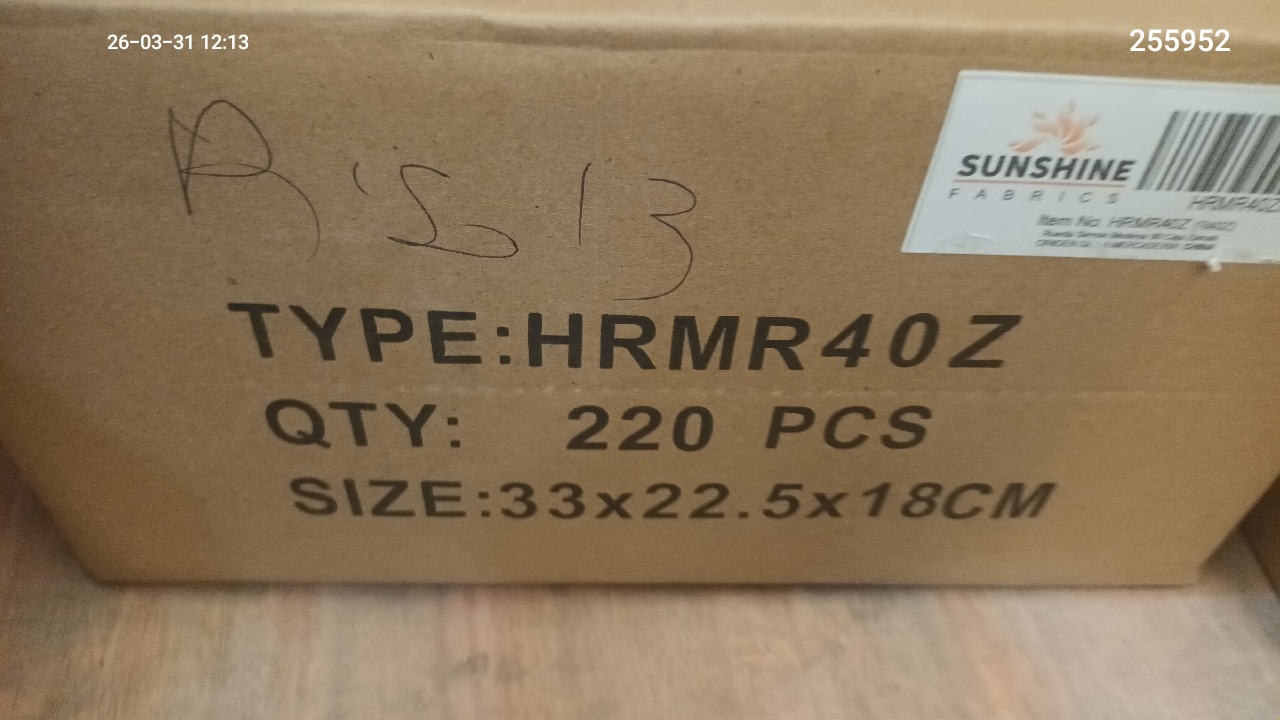 26-03-31 12:13
255952
SUNSHINE
FABRICS
HRMR40Z
Item No. HRMR40Z
TYPE:HRMR40Z
QTY: 220 PCS
SIZE:33x22.5x18CM